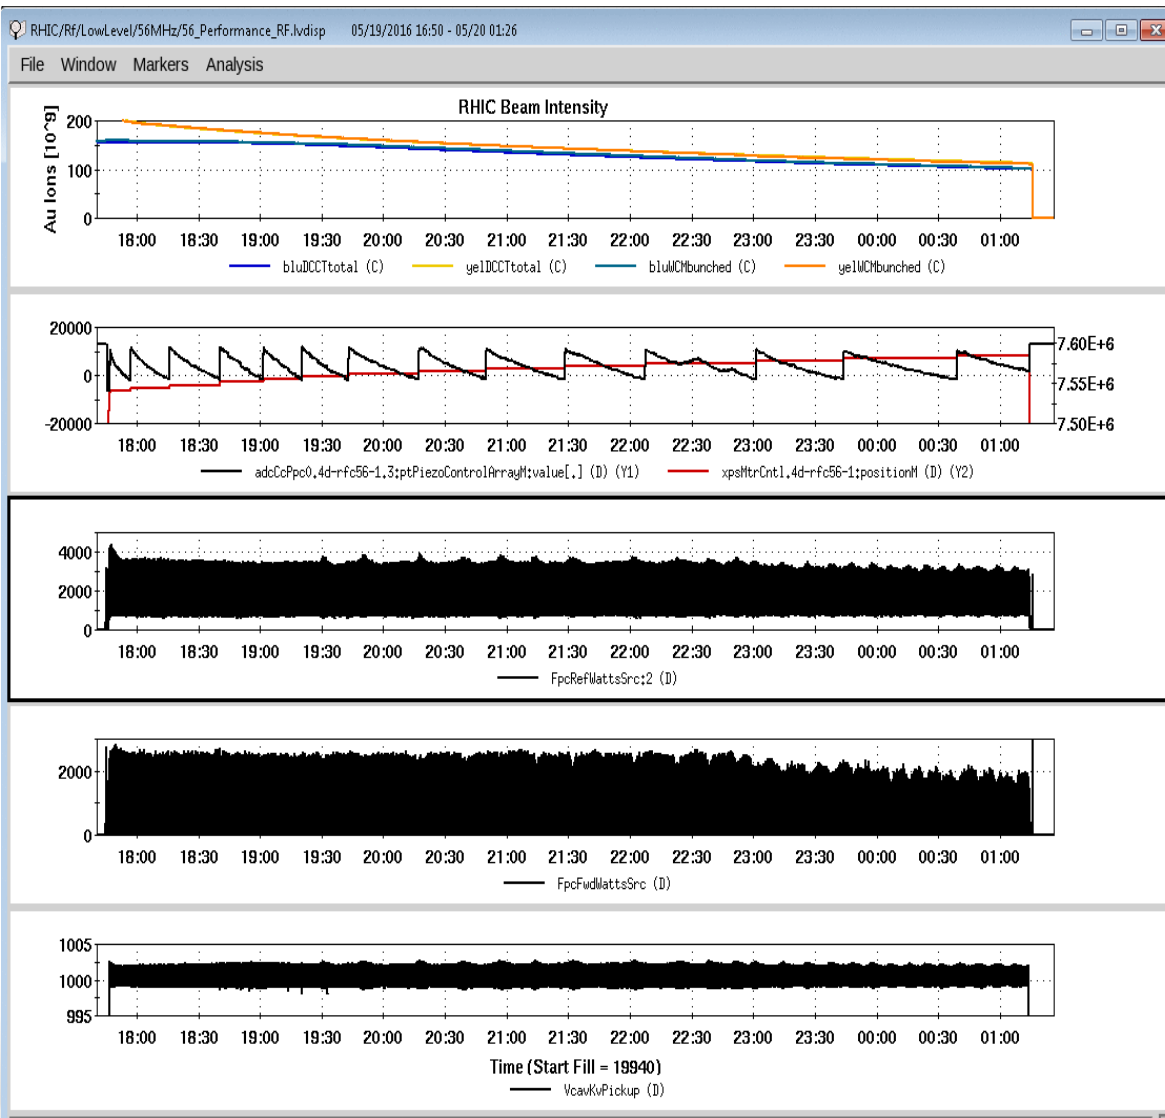 RHIC/Rf/LowLevel/56MHz/56_Performance_RF.lvdisp 05/19/2016 16:50 - 05/20 01:26
File Window Markers Analysis
RHIC Beam Intensity
Au Ions [10^9]
200
100
0
18:00 18:30 19:00 19:30 20:00 20:30 21:00 21:30 22:00 22:30 23:00 23:30 00:00 00:30 01:00
bluDCCTtotal (C) yelDCCTtotal (C) bluWCMbunched (C) yelWCMbunched (C)
20000
0
-20000
7.60E+6
7.55E+6
7.50E+6
18:00 18:30 19:00 19:30 20:00 20:30 21:00 21:30 22:00 22:30 23:00 23:30 00:00 00:30 01:00
adcCcPpc0.4d-rfc56-1.3:ptPiezoControlArrayM:value[.] (D) (Y1) xpsMtrCntl.4d-rfc56-1:positionM (D) (Y2)
4000
2000
0
18:00 18:30 19:00 19:30 20:00 20:30 21:00 21:30 22:00 22:30 23:00 23:30 00:00 00:30 01:00
FpcRefWattsSrc:2 (D)
2000
0
18:00 18:30 19:00 19:30 20:00 20:30 21:00 21:30 22:00 22:30 23:00 23:30 00:00 00:30 01:00
FpcFwdWattsSrc (D)
1005
1000
995
18:00 18:30 19:00 19:30 20:00 20:30 21:00 21:30 22:00 22:30 23:00 23:30 00:00 00:30 01:00
Time (Start Fill = 19940)
VcavKvPickup (D)